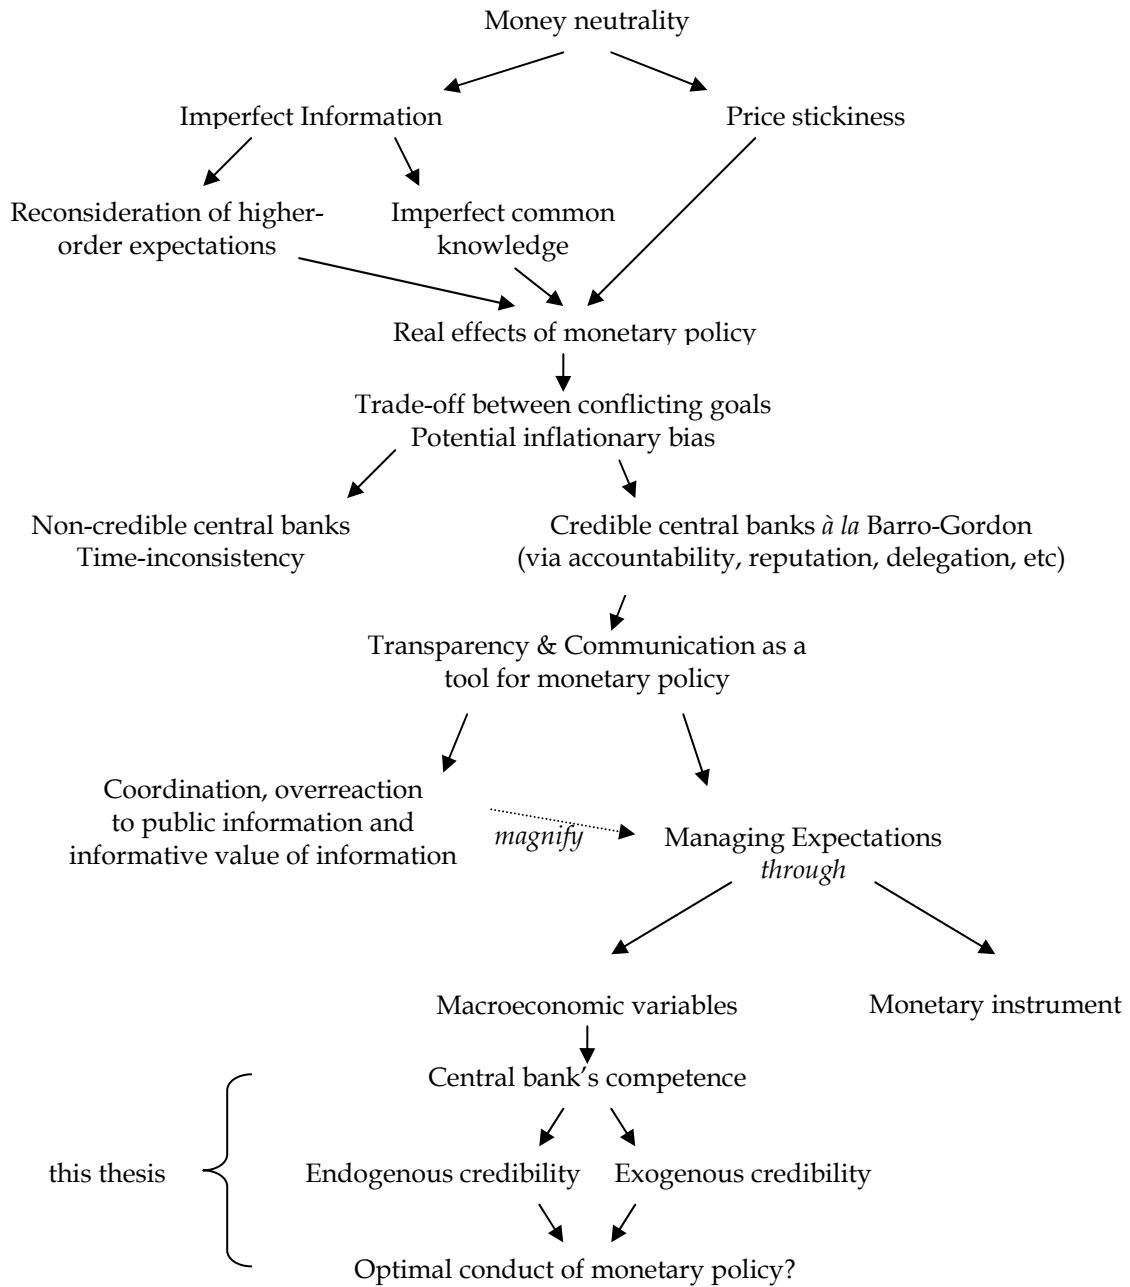 Money neutrality
Imperfect Information
Price stickiness
Reconsideration of higher-
order expectations
Imperfect common
knowledge
Real effects of monetary policy
Trade-off between conflicting goals
Potential inflationary bias
Non-credible central banks
Time-inconsistency
Credible central banks à la Barro-Gordon
(via accountability, reputation, delegation, etc)
Transparency & Communication as a
tool for monetary policy
Coordination, overreaction
to public information and
informative value of information
magnify
Managing Expectations
through
Macroeconomic variables
Monetary instrument
Central bank’s competence
this thesis
Endogenous credibility
Exogenous credibility
Optimal conduct of monetary policy?